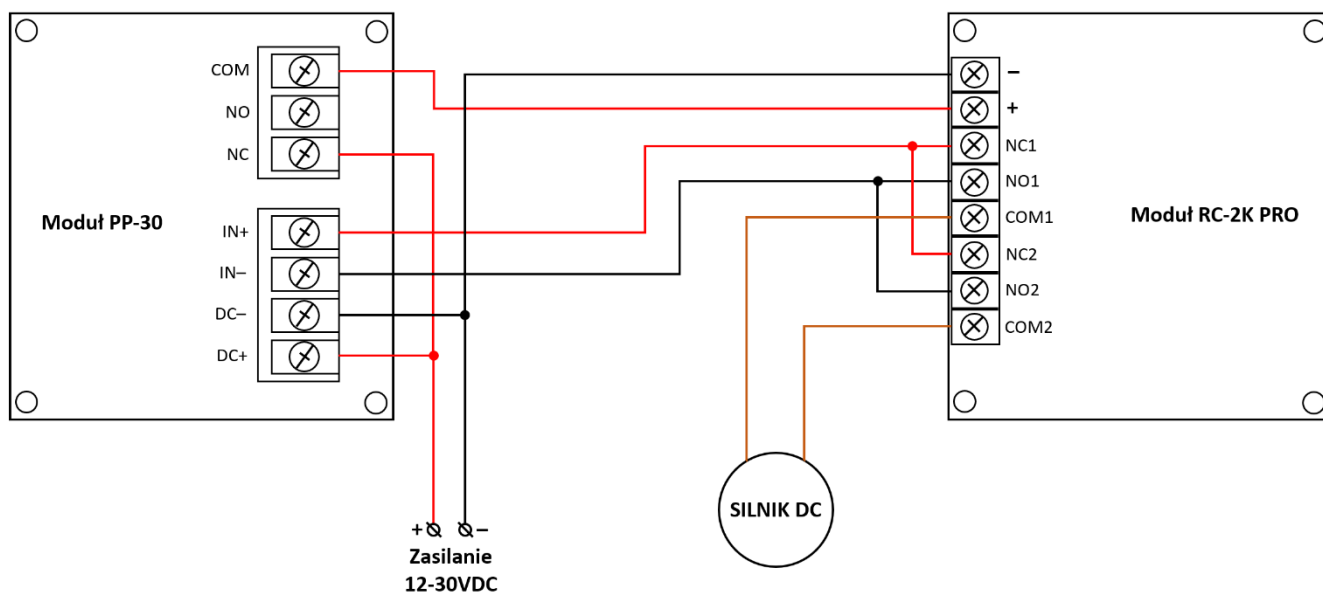 COM
NO
NC
Moduł PP-30
IN+
IN–
DC–
DC+
–
+
NC1
NO1
COM1
NC2
NO2
COM2
Moduł RC-2K PRO
SILNIK DC
+ –
Zasilanie
12-30VDC